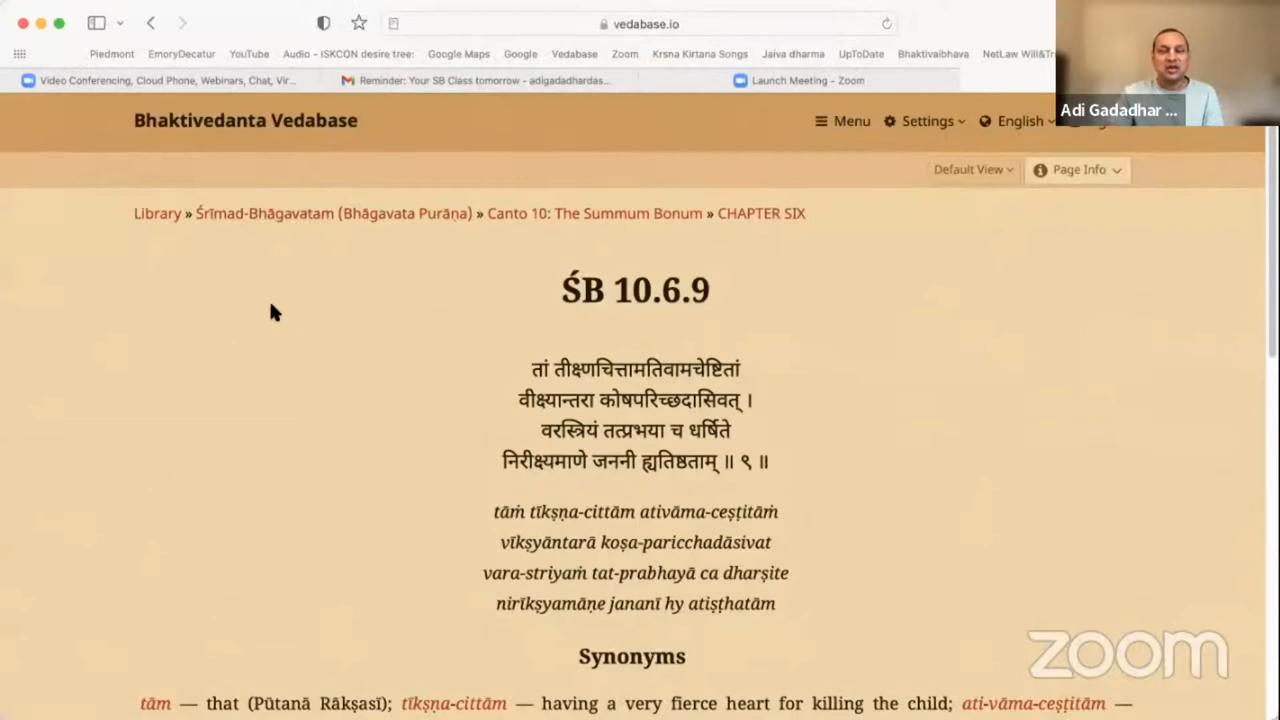 vedabase.io
Piedmont EmoryDecatur YouTube Audio – ISKCON desire tree: Google Maps Google Vedabase Zoom Krsna Kirtana Songs Jaiva dharma UpToDate Bhaktivaibhava NetLaw Will&Tr
Video Conferencing, Cloud Phone, Webinars, Chat, Vir... Reminder: Your SB Class tomorrow - adigadadhardas... Launch Meeting - Zoom
Adi Gadadhar ...
Bhaktivedanta Vedabase Menu Settings English
Default View Page Info
Library » Śrīmad-Bhāgavatam (Bhāgavata Purāṇa) » Canto 10: The Summum Bonum » CHAPTER SIX
ŚB 10.6.9
तां तीक्ष्णचित्तामतिवामचेष्टितां
वीक्ष्यान्तरा कोषपरिच्छदासिवत् ।
वरस्त्रियं तत्प्रभया च धर्षिते
निरीक्ष्यमाणे जननी ह्यतिष्ठताम् ॥ ९ ॥
tāṁ tīkṣṇa-cittām ativāma-ceṣṭitāṁ
vīkṣyāntarā koṣa-paricchadāsivat
vara-striyaṁ tat-prabhayā ca dharṣite
nirīkṣyamāṇe jananī hy atiṣṭhatām
Synonyms
zoom
tām — that (Pūtanā Rākṣasī); tīkṣṇa-cittām — having a very fierce heart for killing the child; ati-vāma-ceṣṭitām —